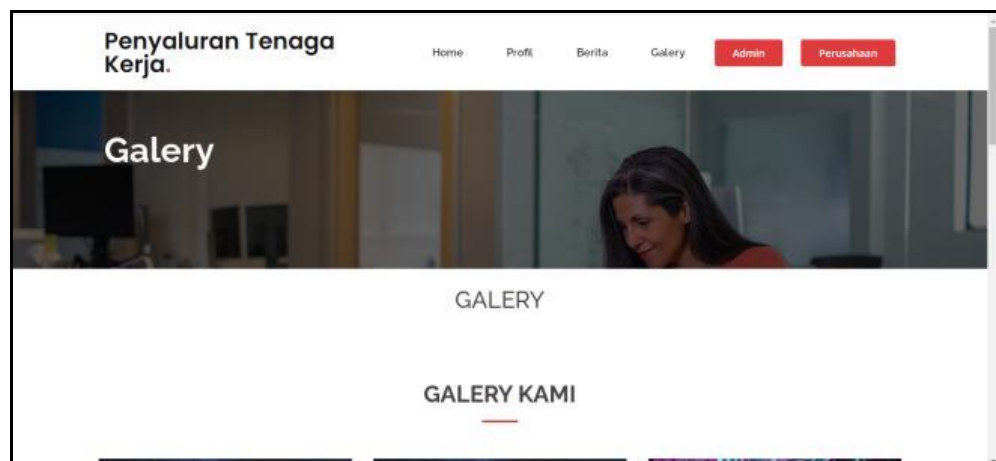 Penyaluran Tenaga
Kerja.
Home Profil Berita Galery Admin Perusahaan
Galery
GALERY
GALERY KAMI